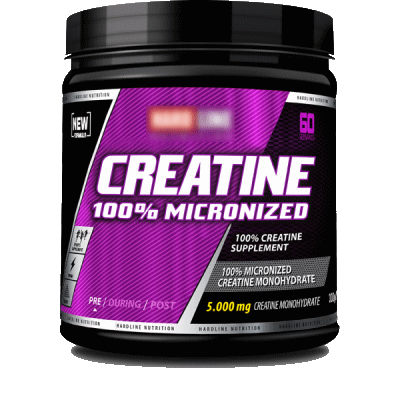 HARDLINE NUTRITION
NEW
FORMULA
60
CREATINE
100% MICRONIZED
100% CREATINE
SUPPLEMENT
100% MICRONIZED
CREATINE MONOHYDRATE
PRE / DURING / POST
5.000 mg CREATINE MONOHYDRATE
HARDLINE NUTRITION